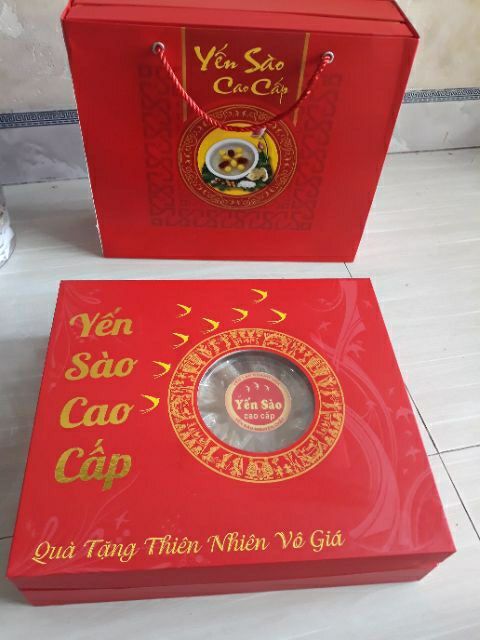 Yến Sào
Cao Cấp
Yến
Sào
Cao
Cấp
Yến Sào
cao cấp
Quà Tặng Thiên Nhiên Vô Giá